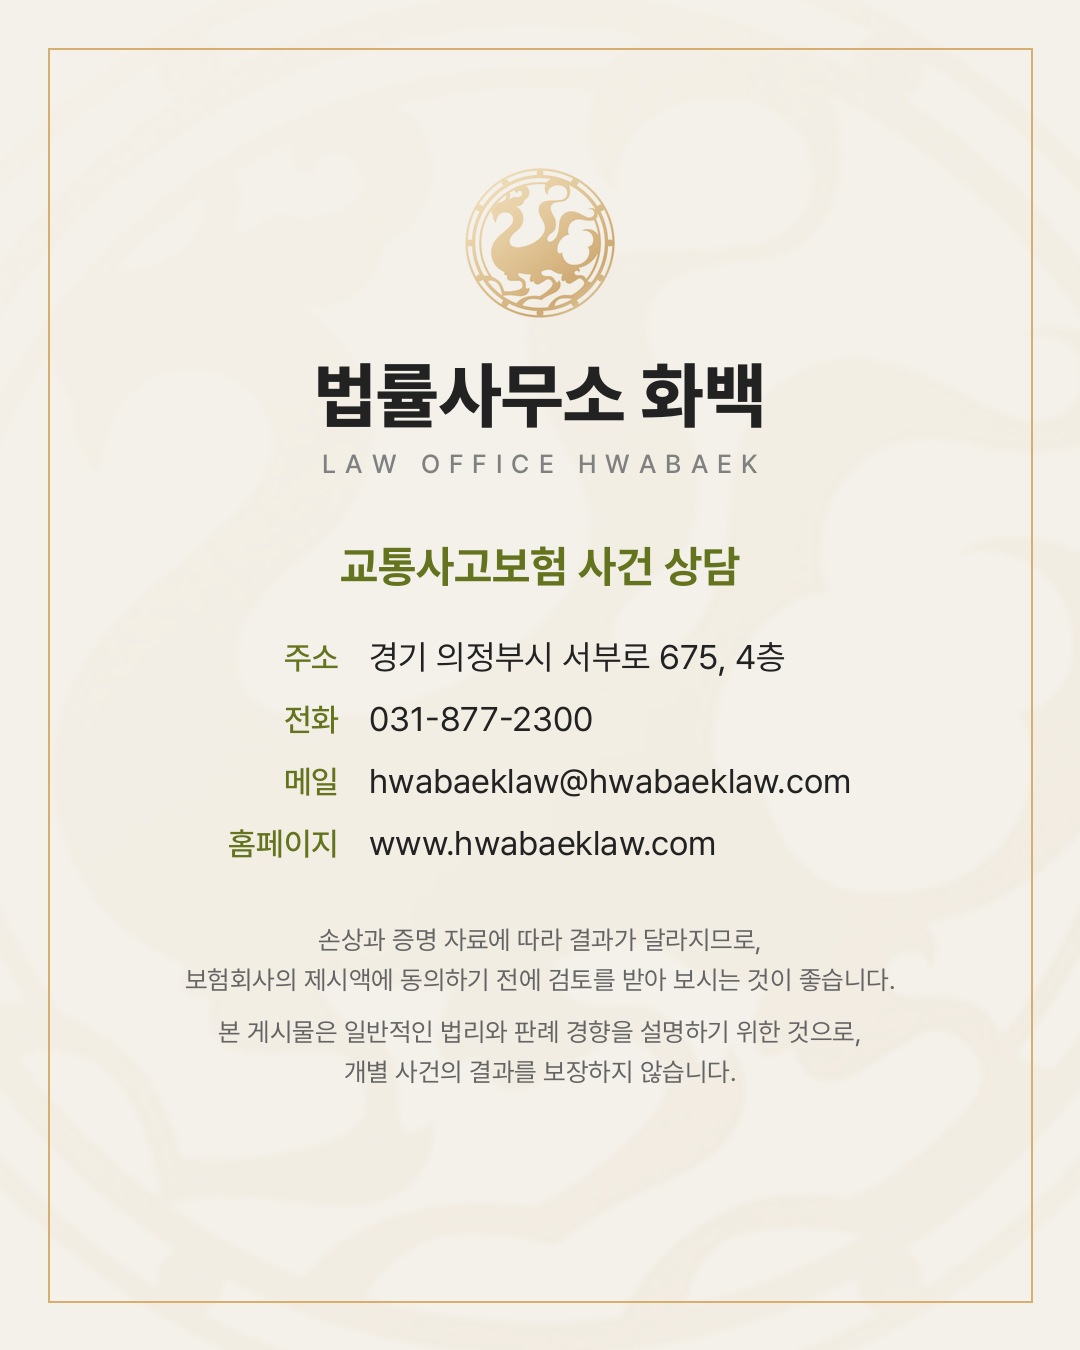 법률사무소 화백
LAW OFFICE HWABAEK
교통사고보험 사건 상담
주소 경기 의정부시 서부로 675, 4층
전화 031-877-2300
메일 hwabaeklaw@hwabaeklaw.com
홈페이지 www.hwabaeklaw.com
손상과 증명 자료에 따라 결과가 달라지므로,
보험회사의 제시액에 동의하기 전에 검토를 받아 보시는 것이 좋습니다.
본 게시물은 일반적인 법리와 판례 경향을 설명하기 위한 것으로,
개별 사건의 결과를 보장하지 않습니다.